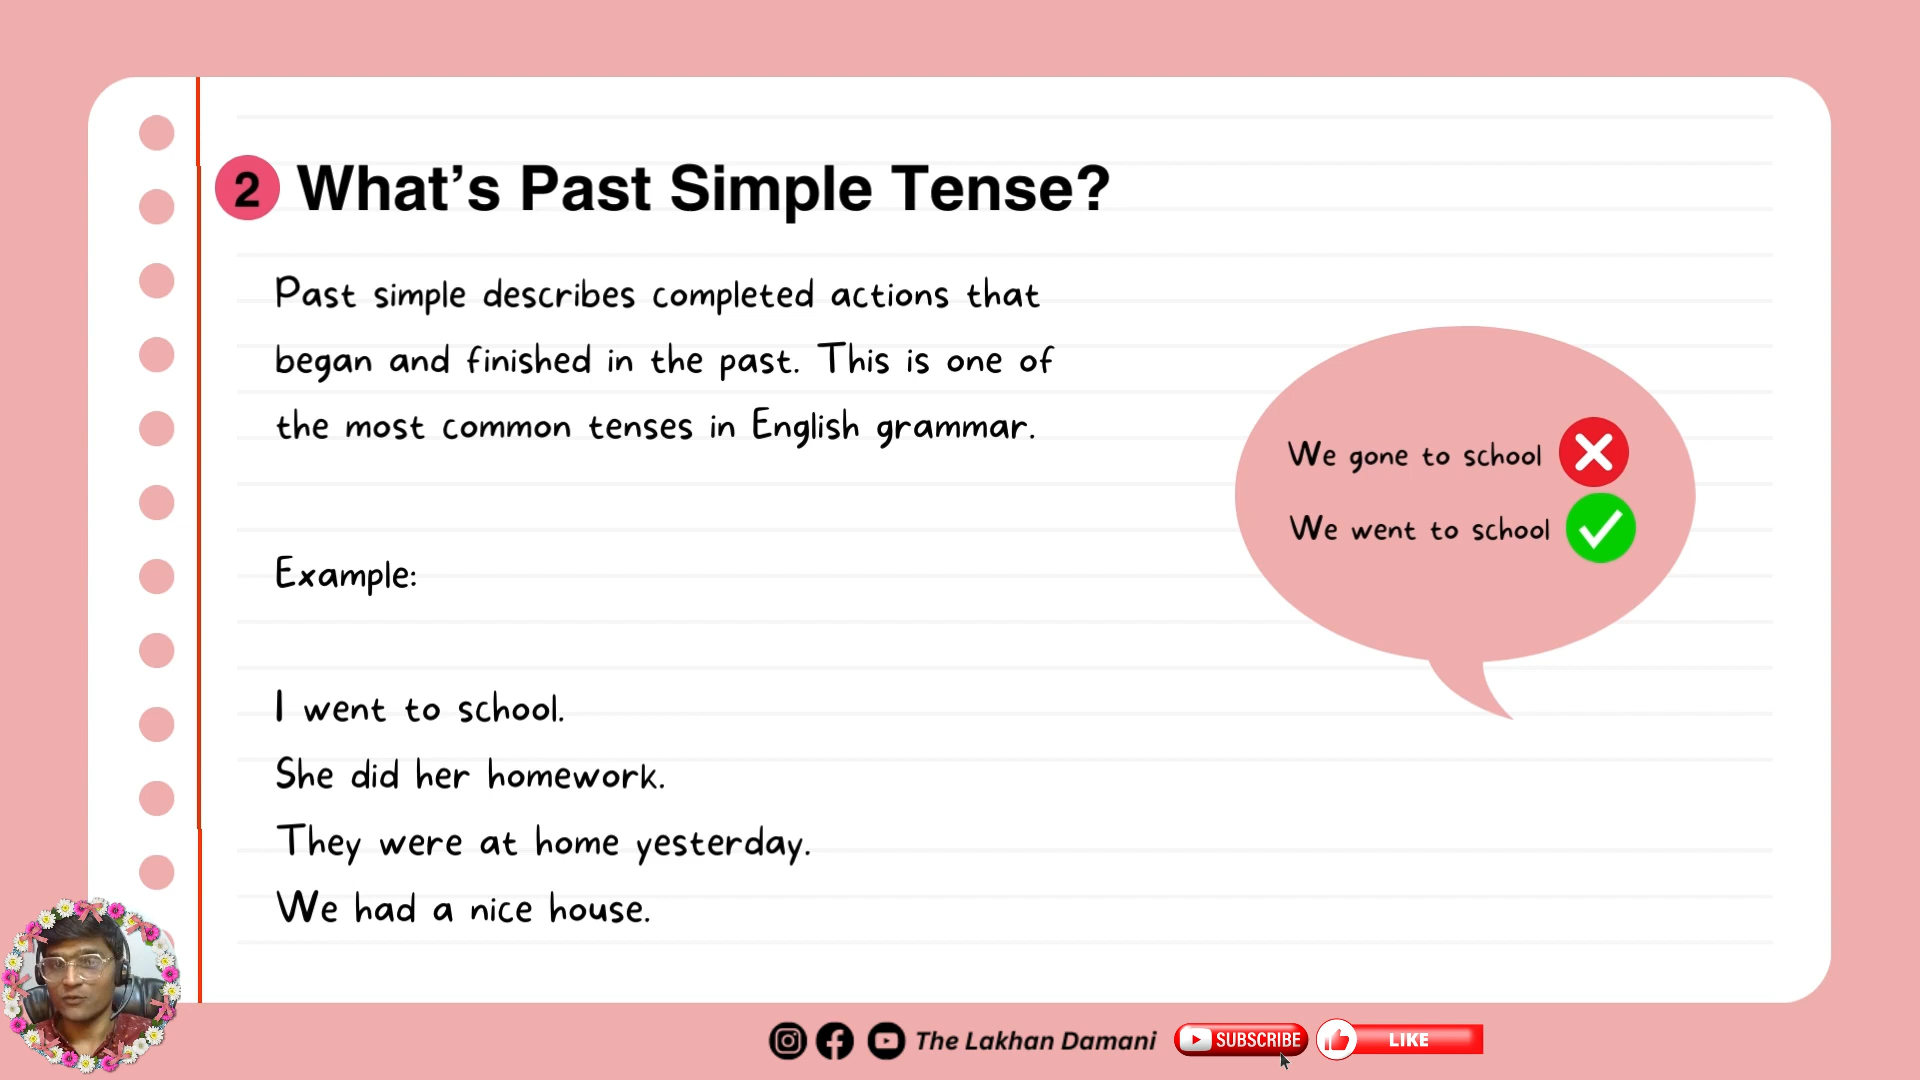 2 What’s Past Simple Tense?
Past simple describes completed actions that
began and finished in the past. This is one of
the most common tenses in English grammar.
Example:
I went to school.
She did her homework.
They were at home yesterday.
We had a nice house.
We gone to school
We went to school
The Lakhan Damani
SUBSCRIBE
LIKE